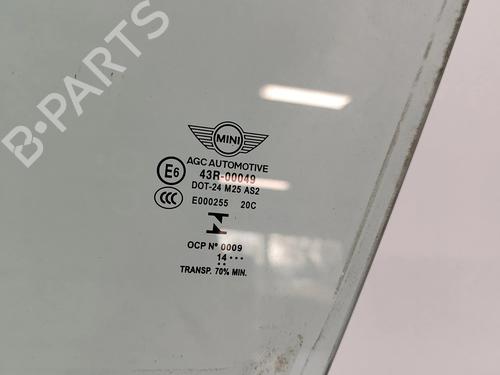 B-PARTS
MINI
AGC AUTOMOTIVE
E6 43R-00049
DOT-24 M25 AS2
CCC E000255 20C
N
OCP N° 0009
14...
..
TRANSP. 70% MIN.